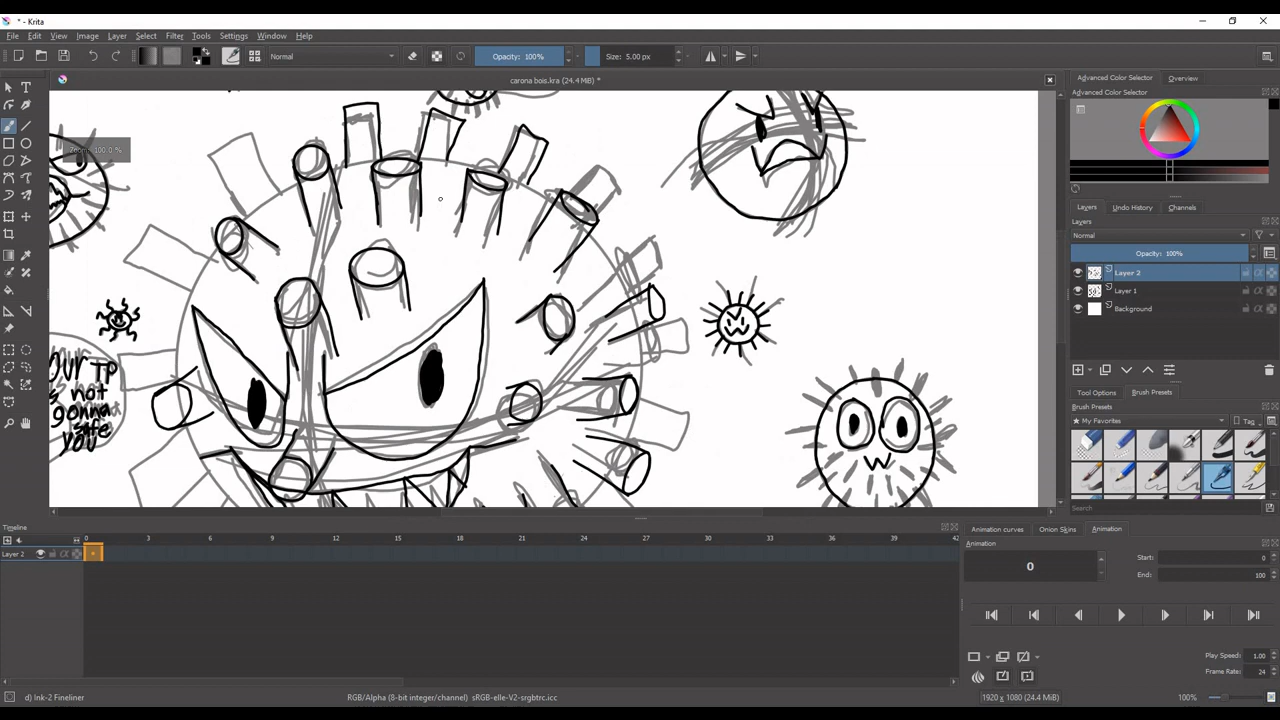 * - Krita
File Edit View Image Layer Select Filter Tools Settings Window Help
Normal
Opacity: 100%
Size: 5.00 px
carona bois.kra (24.4 MiB) *
Advanced Color Selector Overview
Advanced Color Selector
Zoom: 100.0 %
Layers Undo History Channels
Layers
Normal
Opacity: 100%
Layer 2
Layer 1
Background
our TP
s not
gonna
safe
you
w
Tool Options Brush Presets
Brush Presets
★ My Favorites
Tag
Search
Timeline
0 3 6 9 12 15 18 21 24 27 30 33 36 39 42
Layer 2
Animation curves Onion Skins Animation
Animation
0
Start: 0
End: 100
Play Speed: 1.00
Frame Rate: 24
d) Ink-2 Fineliner
RGB/Alpha (8-bit integer/channel) sRGB-elle-V2-srgbtrc.icc
1920 x 1080 (24.4 MiB)
100%